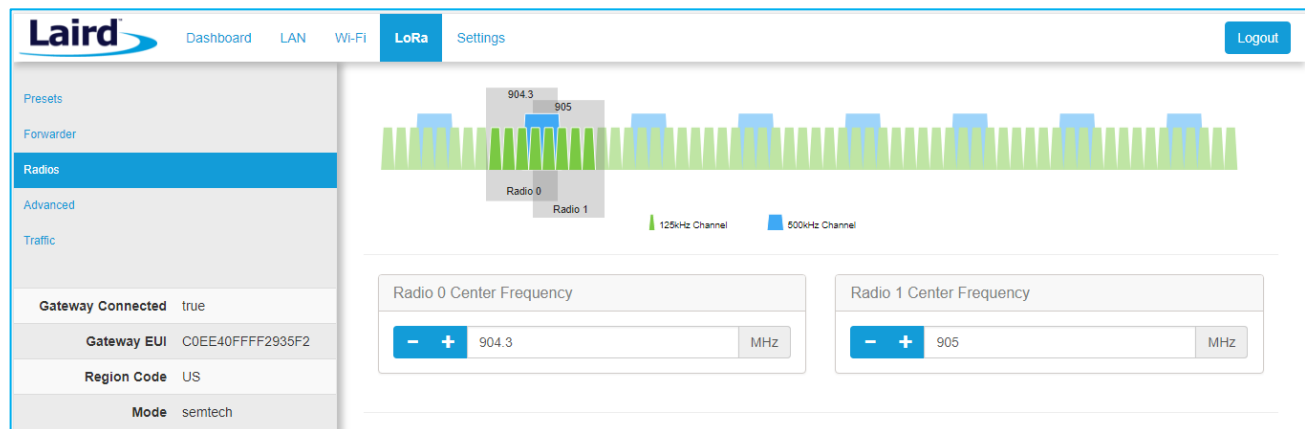 Laird
Dashboard LAN Wi-Fi LoRa Settings Logout
Presets
Forwarder
Radios
Advanced
Traffic
Gateway Connected true
Gateway EUI C0EE40FFFF2935F2
Region Code US
Mode semtech
904.3
905
Radio 0
Radio 1
125kHz Channel 500kHz Channel
Radio 0 Center Frequency
− + 904.3 MHz
Radio 1 Center Frequency
− + 905 MHz